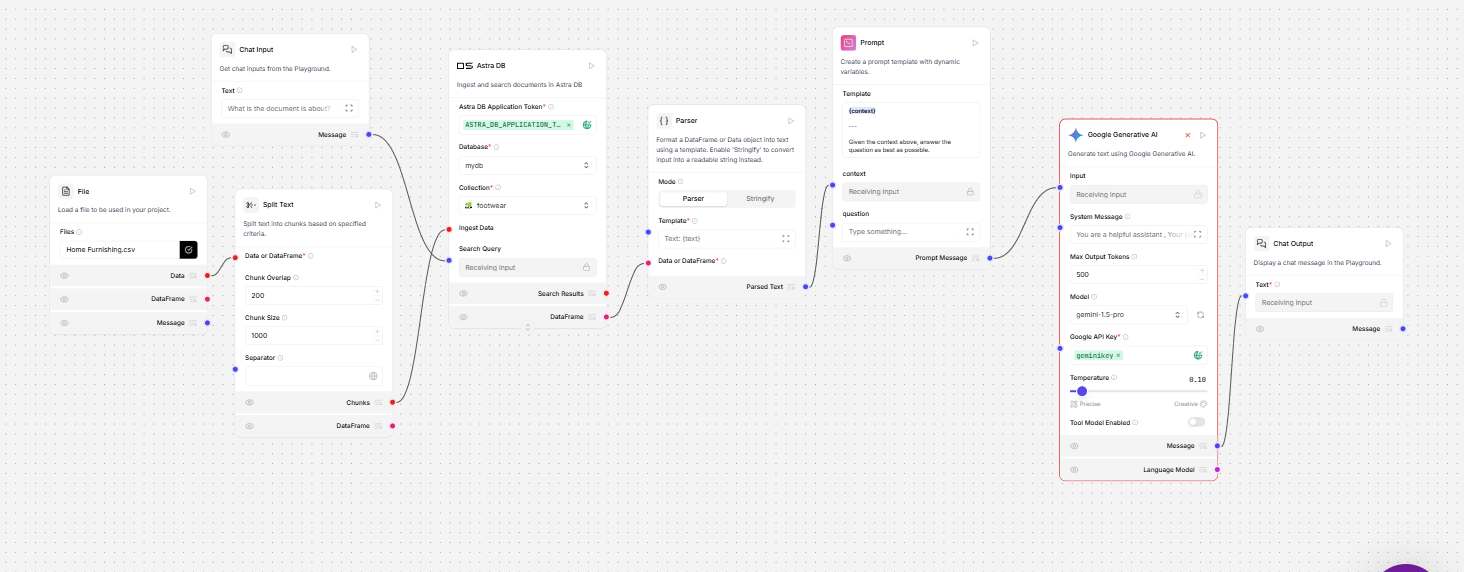 Chat Input
Get chat inputs from the Playground.
Text
What is the document is about?
Message
File
Load a file to be used in your project.
Files
Home Furnishing.csv
Data
DataFrame
Message
Split Text
Split text into chunks based on specified
criteria.
Data or DataFrame*
Chunk Overlap
200
Chunk Size
1000
Separator
Chunks
DataFrame
Astra DB
Ingest and search documents in Astra DB
Astra DB Application Token*
ASTRA_DB_APPLICATION_T…
Database*
mydb
Collection*
footwear
Ingest Data
Search Query
Receiving input
Search Results
DataFrame
Parser
Format a DataFrame or Data object into text
using a template. Enable 'Stringify' to convert
input into a readable string instead.
Mode
Parser Stringify
Template*
Text: {text}
Data or DataFrame*
Parsed Text
Prompt
Create a prompt template with dynamic
variables.
Template
{context}
---
Given the context above, answer the
question as best as possible.
context
Receiving input
question
Type something...
Prompt Message
Google Generative AI
Generate text using Google Generative AI.
Input
Receiving input
System Message
You are a helpful assistant , Your
Max Output Tokens
500
Model
gemini-1.5-pro
Google API Key*
geminikey
Temperature 0.10
Precise Creative
Tool Model Enabled
Message
Language Model
Chat Output
Display a chat message in the Playground.
Text*
Receiving input
Message